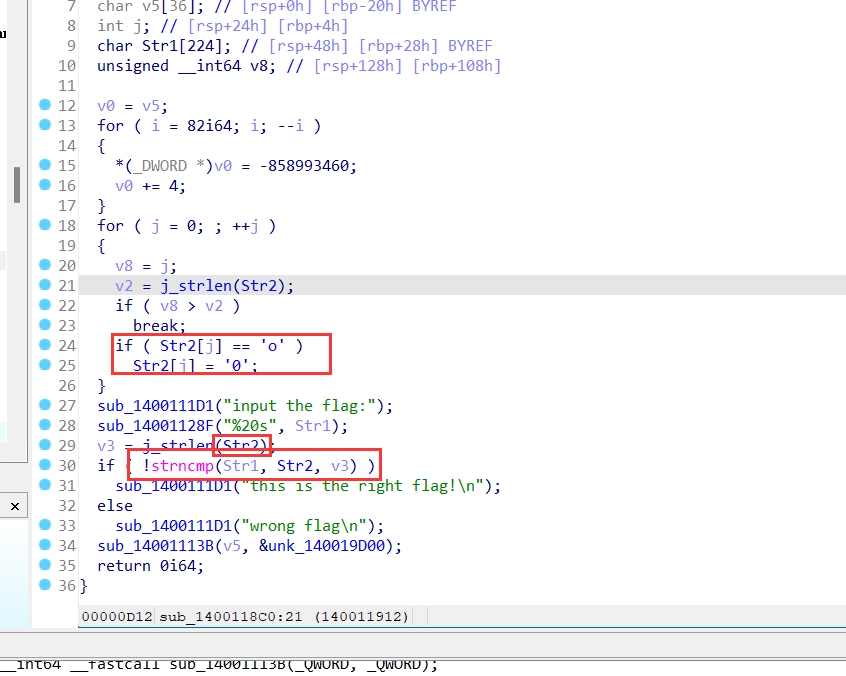 7 char v5[36]; // [rsp+0h] [rbp-20h] BYREF
8 int j; // [rsp+24h] [rbp+4h]
9 char Str1[224]; // [rsp+48h] [rbp+28h] BYREF
10 unsigned __int64 v8; // [rsp+128h] [rbp+108h]
11
12 v0 = v5;
13 for ( i = 82i64; i; --i )
14 {
15 *(_DWORD *)v0 = -858993460;
16 v0 += 4;
17 }
18 for ( j = 0; ; ++j )
19 {
20 v8 = j;
21 v2 = j_strlen(Str2);
22 if ( v8 > v2 )
23 break;
24 if ( Str2[j] == 'o' )
25 Str2[j] = '0';
26 }
27 sub_1400111D1("input the flag:");
28 sub_14001128F("%20s", Str1);
29 v3 = j_strlen(Str2);
30 if ( !strncmp(Str1, Str2, v3) )
31 sub_1400111D1("this is the right flag!\n");
32 else
33 sub_1400111D1("wrong flag\n");
34 sub_14001113B(v5, &unk_140019D00);
35 return 0i64;
36 }
00000D12 sub_1400118C0:21 (140011912)
__int64 __fastcall sub_14001113B(_QWORD, _QWORD);